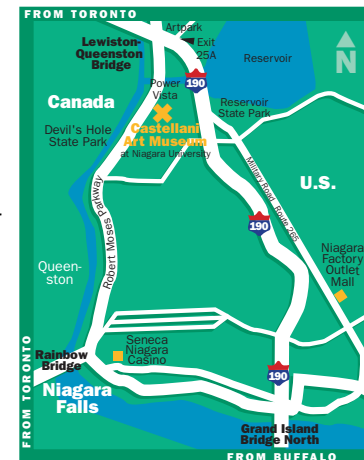 FROM TORONTO
Artpark
Lewiston-
Queenston
Bridge
Exit
25A
Reservoir
N
190
Power
Vista
Canada
Reservoir
State Park
Castellani
Art Museum
at Niagara University
Devil's Hole
State Park
U.S.
Military Road Route 265
190
Robert Moses Parkway
Niagara
Factory
Outlet
Mall
Queen-
ston
Seneca
Niagara
Casino
Rainbow
Bridge
190
Niagara
Falls
Grand Island
Bridge North
FROM TORONTO
FROM BUFFALO